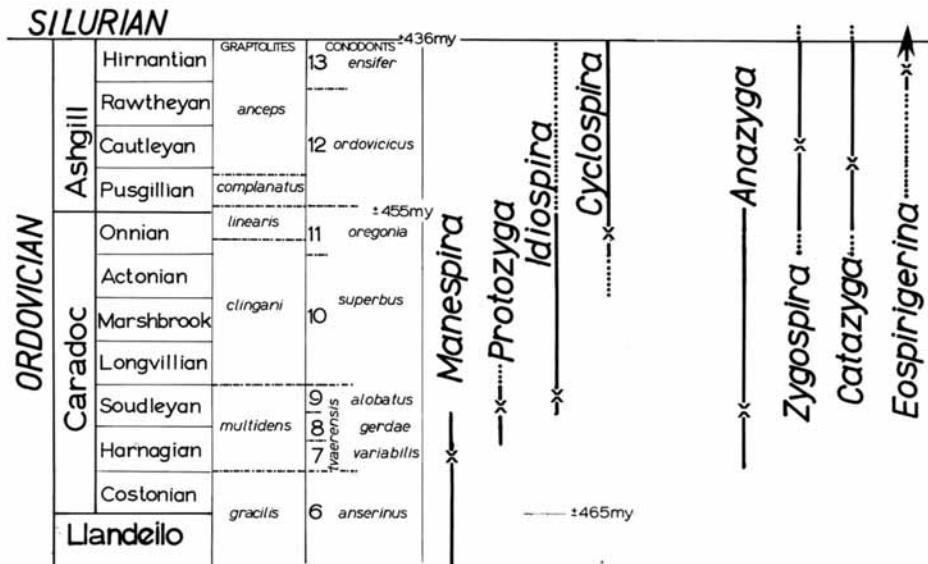 SILURIAN
GRAPTOLITES
CONODONTS
±436my
ORDOVICIAN
Ashgill
Hirnantian
13 ensifer
Rawtheyan
anceps
Cautleyan
12 ordovicicus
Pusgillian
complanatus
±455my
Caradoc
Onnian
linearis
11 oregonia
Actonian
clingani
superbus
Marshbrook
10
Longvillian
Soudleyan
multidens
9 alobatus
tvaerensis
8 gerdae
Harnagian
7 variabilis
Costonian
gracilis
6 anserinus
±465my
Llandeilo
Manespira
Protozyga
Idiospira
Cyclospira
Anazyga
Zygospira
Catazyga
Eospirigerina
x
x
x
x
x
x
x
x